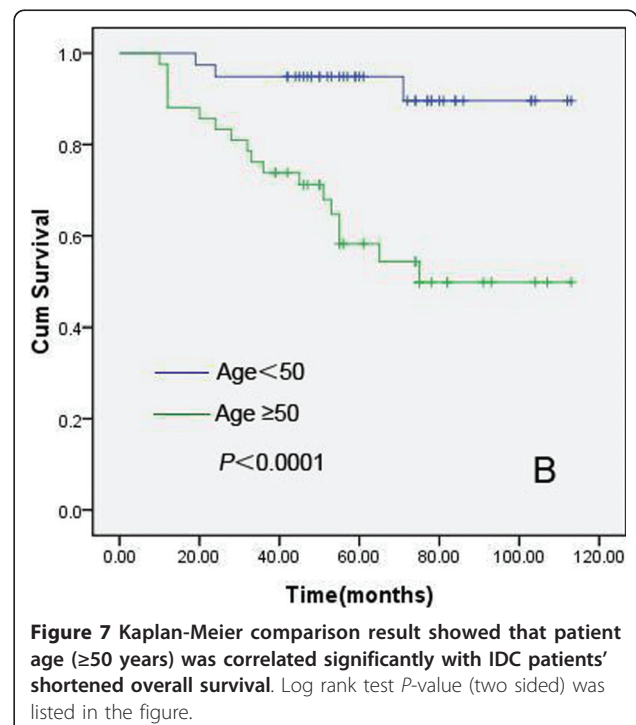 1.0
0.8
0.6
0.4
0.2
0.0
Cum Survival
Age<50
Age ≥50
P<0.0001
B
0.00 20.00 40.00 60.00 80.00 100.00 120.00
Time(months)
Figure 7 Kaplan-Meier comparison result showed that patient
age (≥50 years) was correlated significantly with IDC patients’
shortened overall survival. Log rank test P-value (two sided) was
listed in the figure.